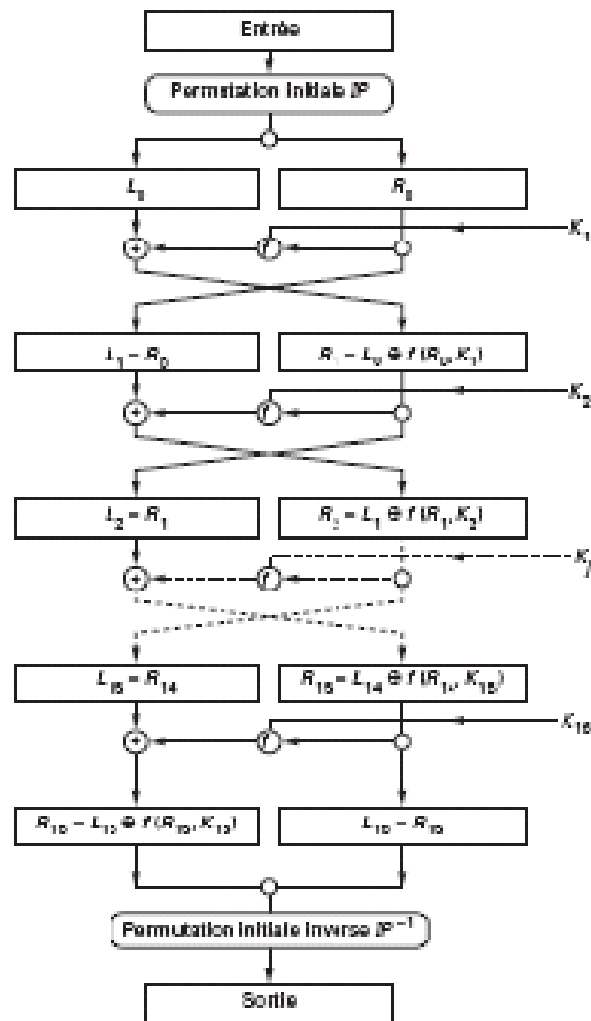 Entrée
Permutation initiale IP
L₀ R₀
K₁
L₁ = R₀ R₁ = L₀ ⊕ f(R₀, K₁)
K₂
L₂ = R₁ R₂ = L₁ ⊕ f(R₁, K₂)
Kⱼ
L₁₅ = R₁₄ R₁₅ = L₁₄ ⊕ f(R₁₄, K₁₅)
K₁₆
R₁₆ = L₁₅ ⊕ f(R₁₅, K₁₆) L₁₆ = R₁₅
Permutation initiale inverse IP⁻¹
Sortie